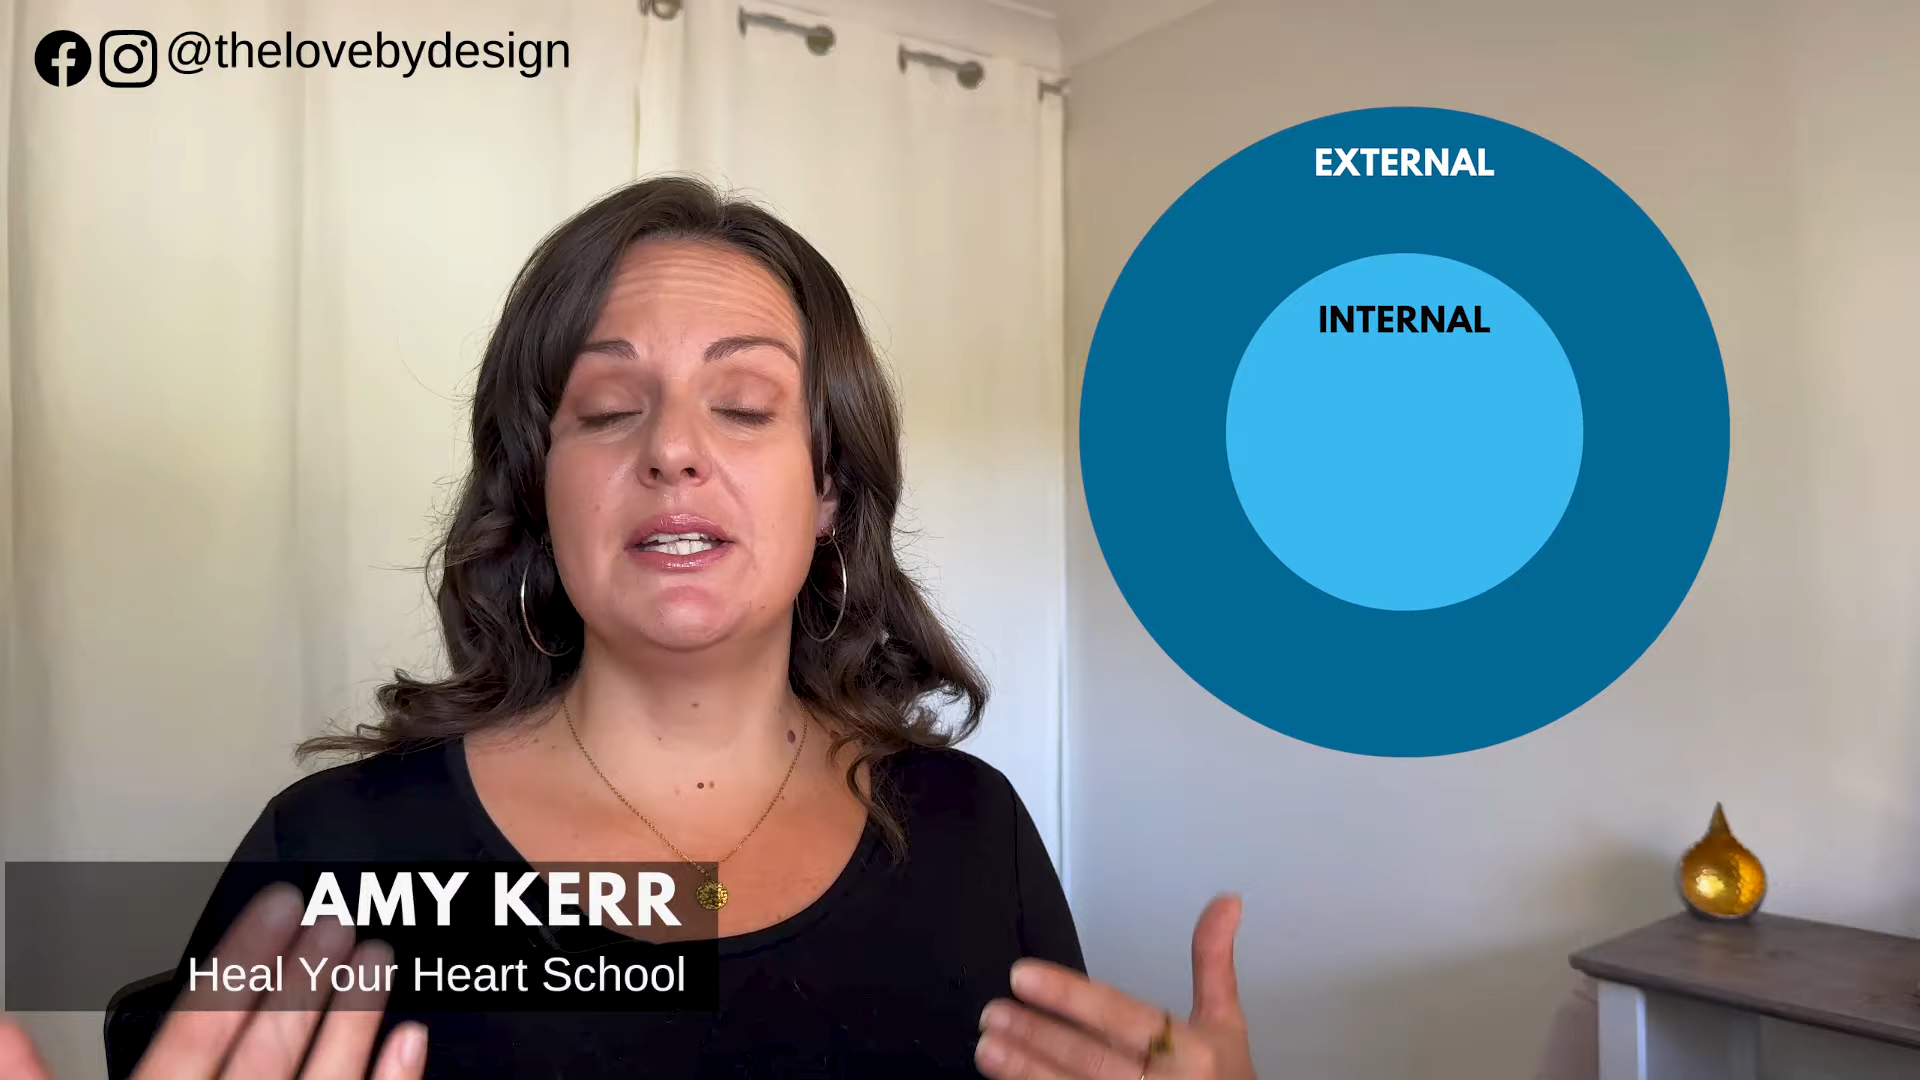 @thelovebydesign
EXTERNAL
INTERNAL
AMY KERR
Heal Your Heart School